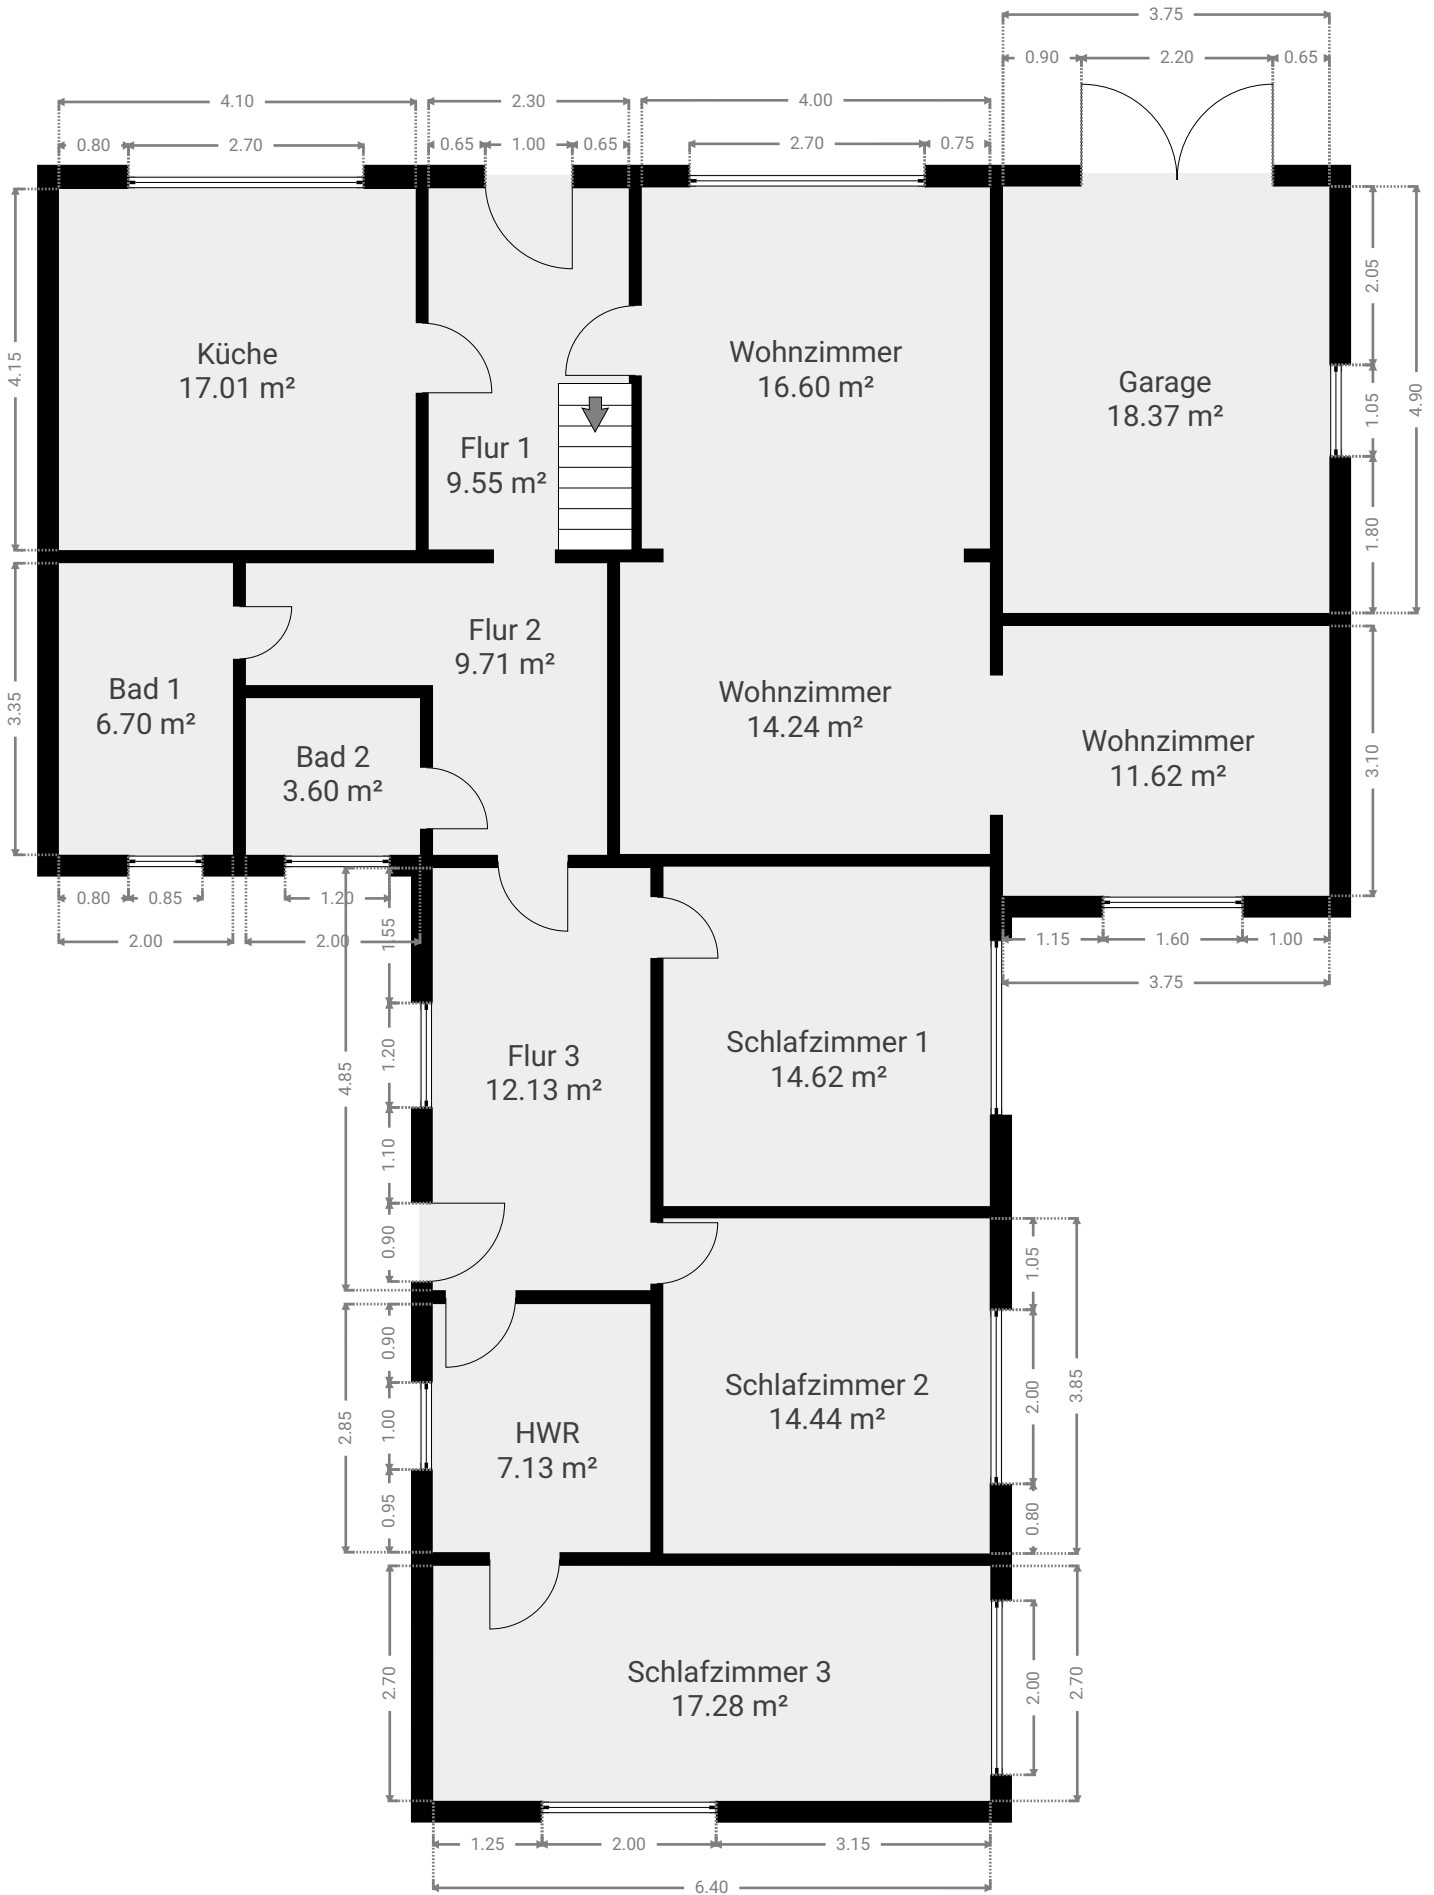 3.75
0.90 2.20 0.65
4.10 2.30 4.00
0.80 2.70 0.65 1.00 0.65 2.70 0.75
2.05
4.15
Küche
17.01 m²
Wohnzimmer
16.60 m²
Garage
18.37 m²
1.05
4.90
Flur 1
9.55 m²
1.80
Flur 2
9.71 m²
3.35
Bad 1
6.70 m²
Bad 2
3.60 m²
Wohnzimmer
14.24 m²
Wohnzimmer
11.62 m²
3.10
0.80 0.85 1.20
2.00 2.00
1.55
1.15 1.60 1.00
3.75
4.85
1.20
Flur 3
12.13 m²
Schlafzimmer 1
14.62 m²
1.10
0.90
1.05
0.90
2.85
1.00
0.95
HWR
7.13 m²
Schlafzimmer 2
14.44 m²
2.00
3.85
0.80
2.70
Schlafzimmer 3
17.28 m²
2.00
2.70
1.25 2.00 3.15
6.40